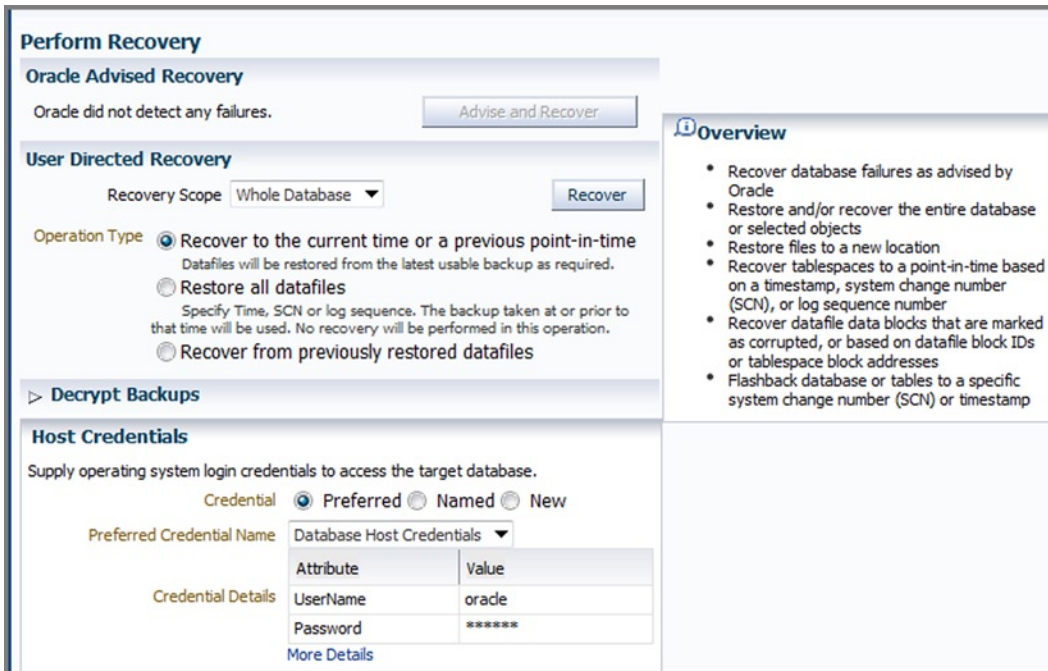 Perform Recovery
Oracle Advised Recovery
Oracle did not detect any failures.
Advise and Recover
User Directed Recovery
Recovery Scope Whole Database
Recover
Operation Type Recover to the current time or a previous point-in-time
Datafiles will be restored from the latest usable backup as required.
Restore all datafiles
Specify Time, SCN or log sequence. The backup taken at or prior to
that time will be used. No recovery will be performed in this operation.
Recover from previously restored datafiles
Decrypt Backups
Host Credentials
Supply operating system login credentials to access the target database.
Credential Preferred Named New
Preferred Credential Name Database Host Credentials
Attribute Value
Credential Details UserName oracle
Password ******
More Details
Overview
• Recover database failures as advised by
Oracle
• Restore and/or recover the entire database
or selected objects
• Restore files to a new location
• Recover tablespaces to a point-in-time based
on a timestamp, system change number
(SCN), or log sequence number
• Recover datafile data blocks that are marked
as corrupted, or based on datafile block IDs
or tablespace block addresses
• Flashback database or tables to a specific
system change number (SCN) or timestamp